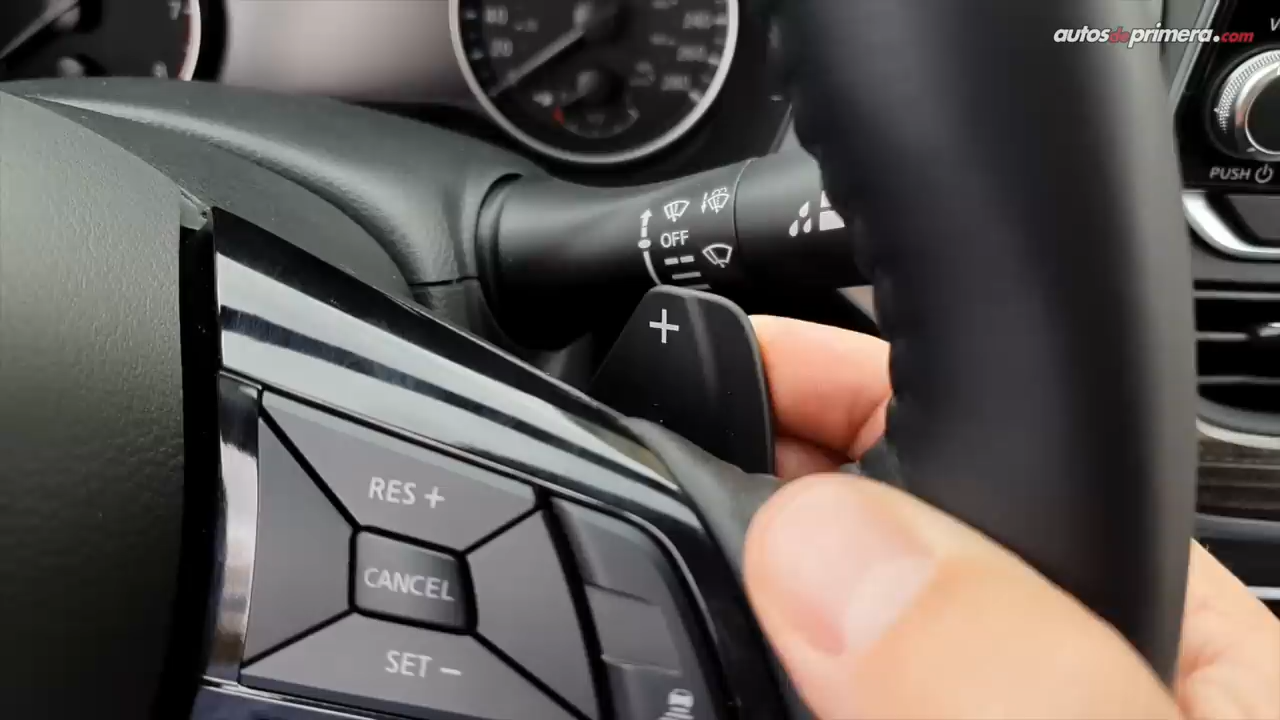 autosdeprimera.com
PUSH
OFF
+
RES +
CANCEL
SET −